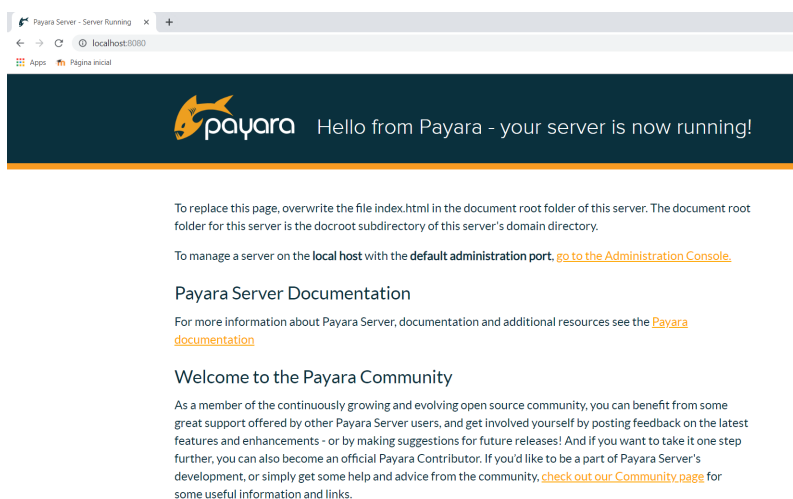 Payara Server - Server Running
localhost:8080
Apps Página inicial
payara Hello from Payara - your server is now running!
To replace this page, overwrite the file index.html in the document root folder of this server. The document root
folder for this server is the docroot subdirectory of this server's domain directory.
To manage a server on the local host with the default administration port, go to the Administration Console.
Payara Server Documentation
For more information about Payara Server, documentation and additional resources see the Payara
documentation
Welcome to the Payara Community
As a member of the continuously growing and evolving open source community, you can benefit from some
great support offered by other Payara Server users, and get involved yourself by posting feedback on the latest
features and enhancements - or by making suggestions for future releases! And if you want to take it one step
further, you can also become an official Payara Contributor. If you'd like to be a part of Payara Server's
development, or simply get some help and advice from the community, check out our Community page for
some useful information and links.